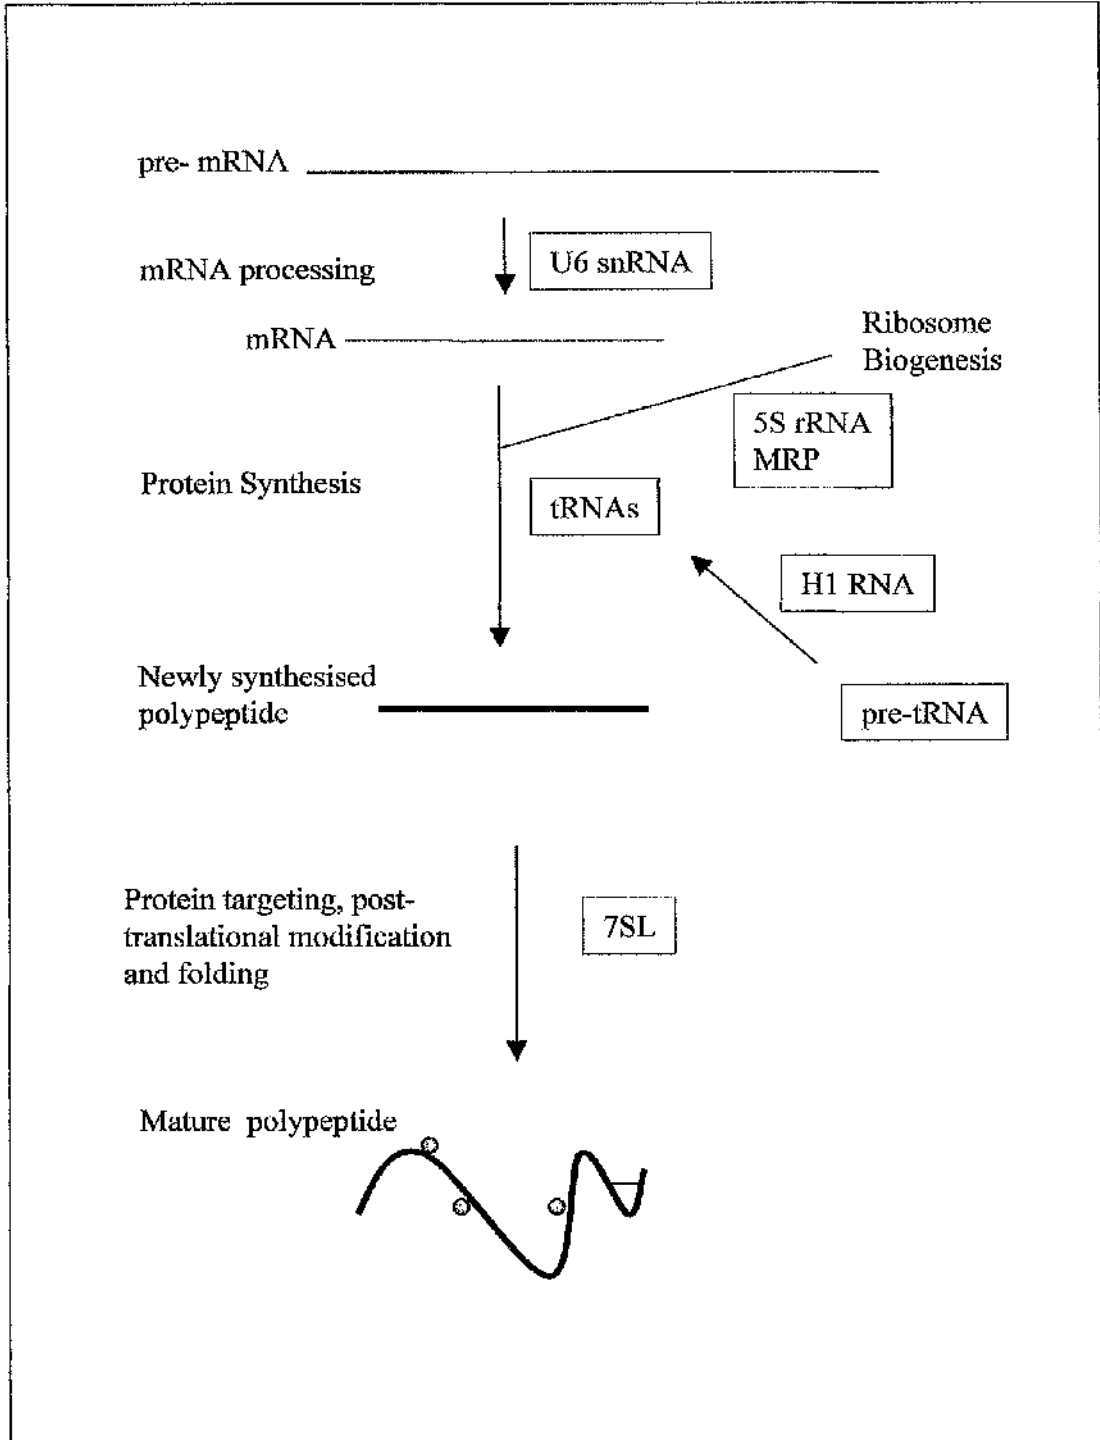 pre- mRNA
U6 snRNA
mRNA processing
mRNA
Ribosome
Biogenesis
5S rRNA
MRP
Protein Synthesis
tRNAs
H1 RNA
Newly synthesised
polypeptide
pre-tRNA
Protein targeting, post-
translational modification
and folding
7SL
Mature polypeptide